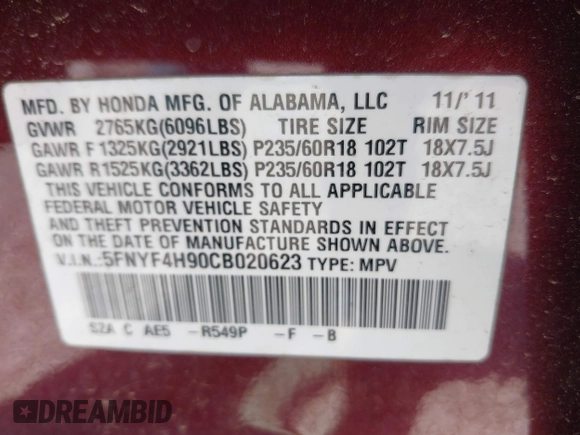 MFD. BY HONDA MFG. OF ALABAMA, LLC 11/'11
GVWR 2765KG(6096LBS) TIRE SIZE RIM SIZE
GAWR F 1325KG(2921LBS) P235/60R18 102T 18X7.5J
GAWR R1525KG(3362LBS) P235/60R18 102T 18X7.5J
THIS VEHICLE CONFORMS TO ALL APPLICABLE
FEDERAL MOTOR VEHICLE SAFETY
AND THEFT PREVENTION STANDARDS IN EFFECT
ON THE DATE OF MANUFACTURE SHOWN ABOVE.
V.I.N.:5FNYF4H90CB020623 TYPE: MPV
SZA C AE5 -R549P -F -B
DREAMBID